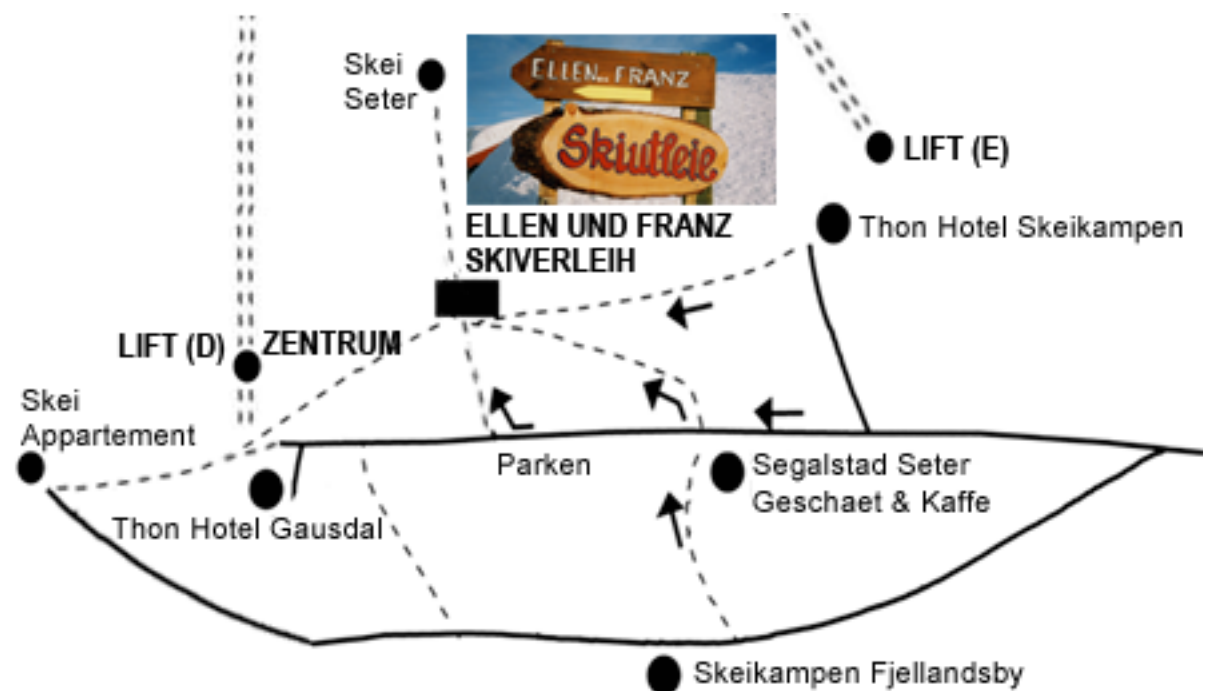 Skei
Seter
ELLEN og FRANZ
Skiutleie
LIFT (E)
ELLEN UND FRANZ
SKIVERLEIH
Thon Hotel Skeikampen
LIFT (D)
ZENTRUM
Skei
Appartement
Parken
Segalstad Seter
Geschaet & Kaffe
Thon Hotel Gausdal
Skeikampen Fjellandsby